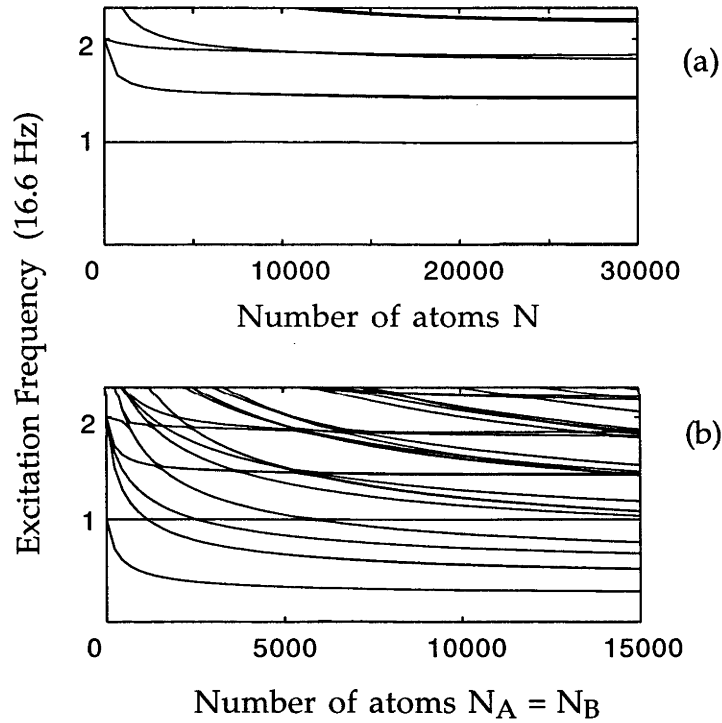 2
1
(a)
0 10000 20000 30000
Number of atoms N
Excitation Frequency (16.6 Hz)
2
1
(b)
0 5000 10000 15000
Number of atoms N_A = N_B